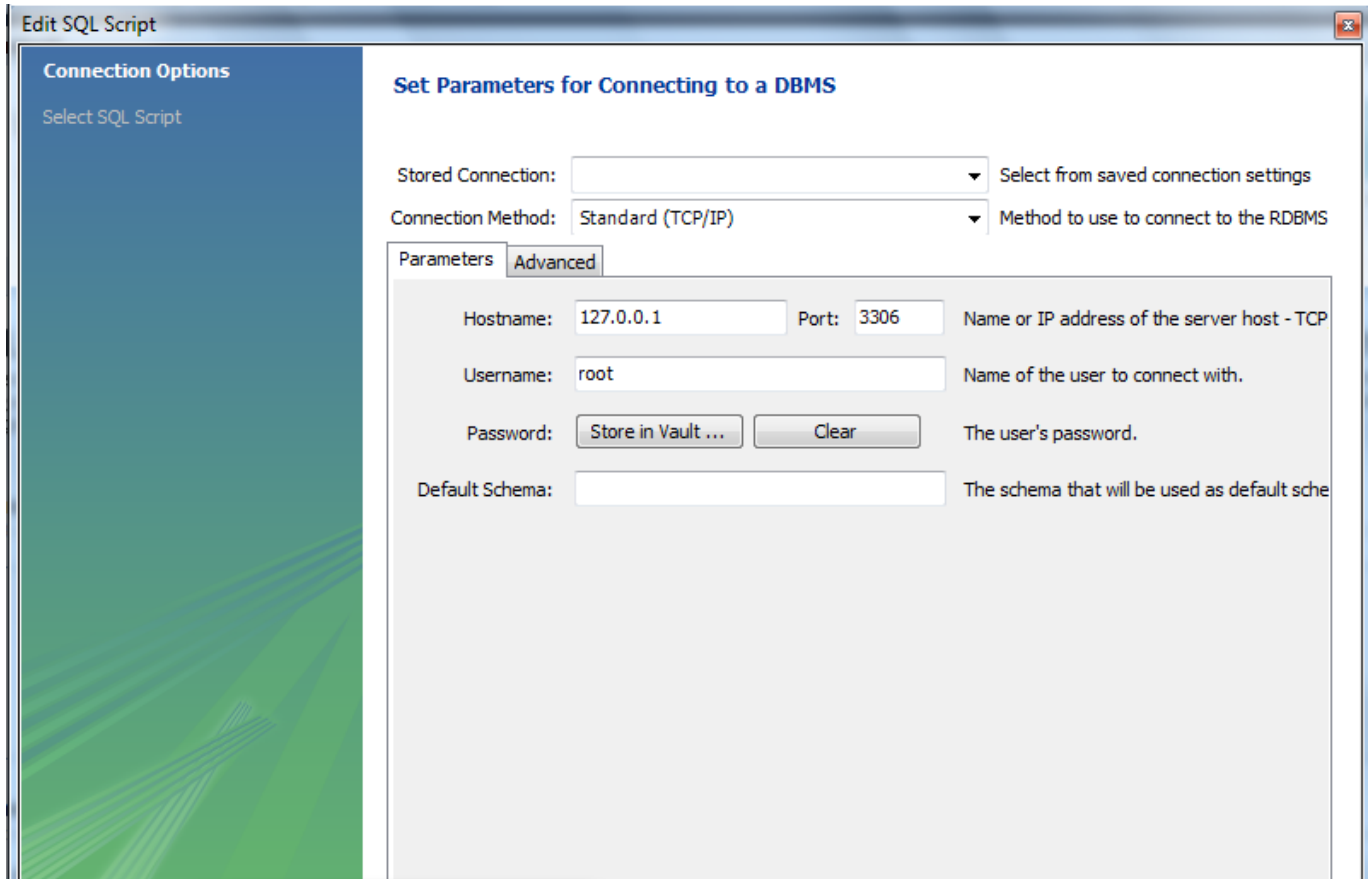 Edit SQL Script
Connection Options
Select SQL Script
Set Parameters for Connecting to a DBMS
Stored Connection: Select from saved connection settings
Connection Method: Standard (TCP/IP) Method to use to connect to the RDBMS
Parameters Advanced
Hostname: 127.0.0.1 Port: 3306 Name or IP address of the server host - TCP
Username: root Name of the user to connect with.
Password: Store in Vault ... Clear The user's password.
Default Schema: The schema that will be used as default sche